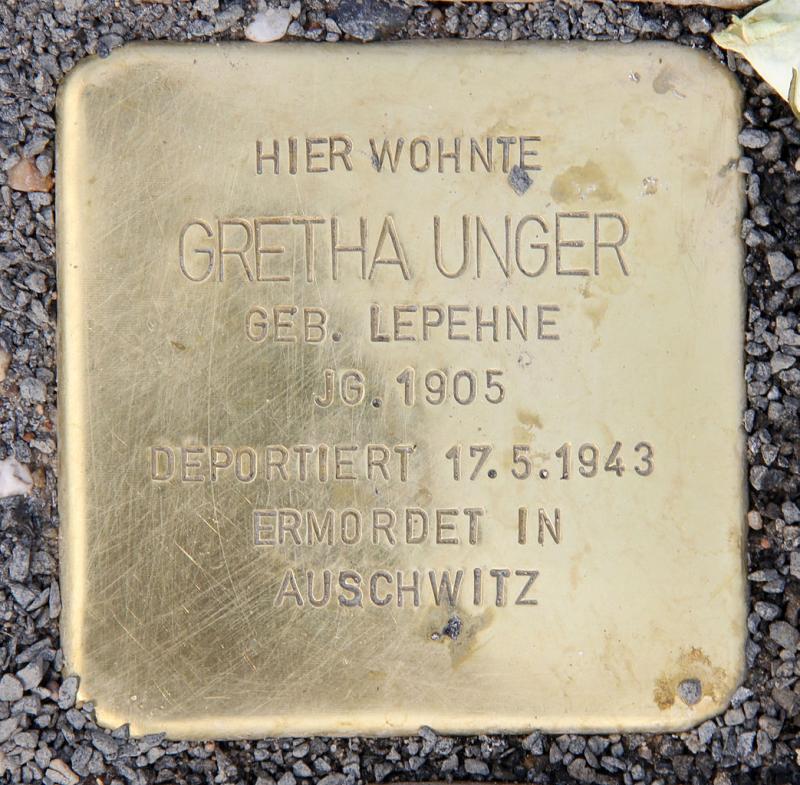 HIER WOHNTE
GRETHA UNGER
GEB. LEPEHNE
JG. 1905
DEPORTIERT 17.5.1943
ERMORDET IN
AUSCHWITZ